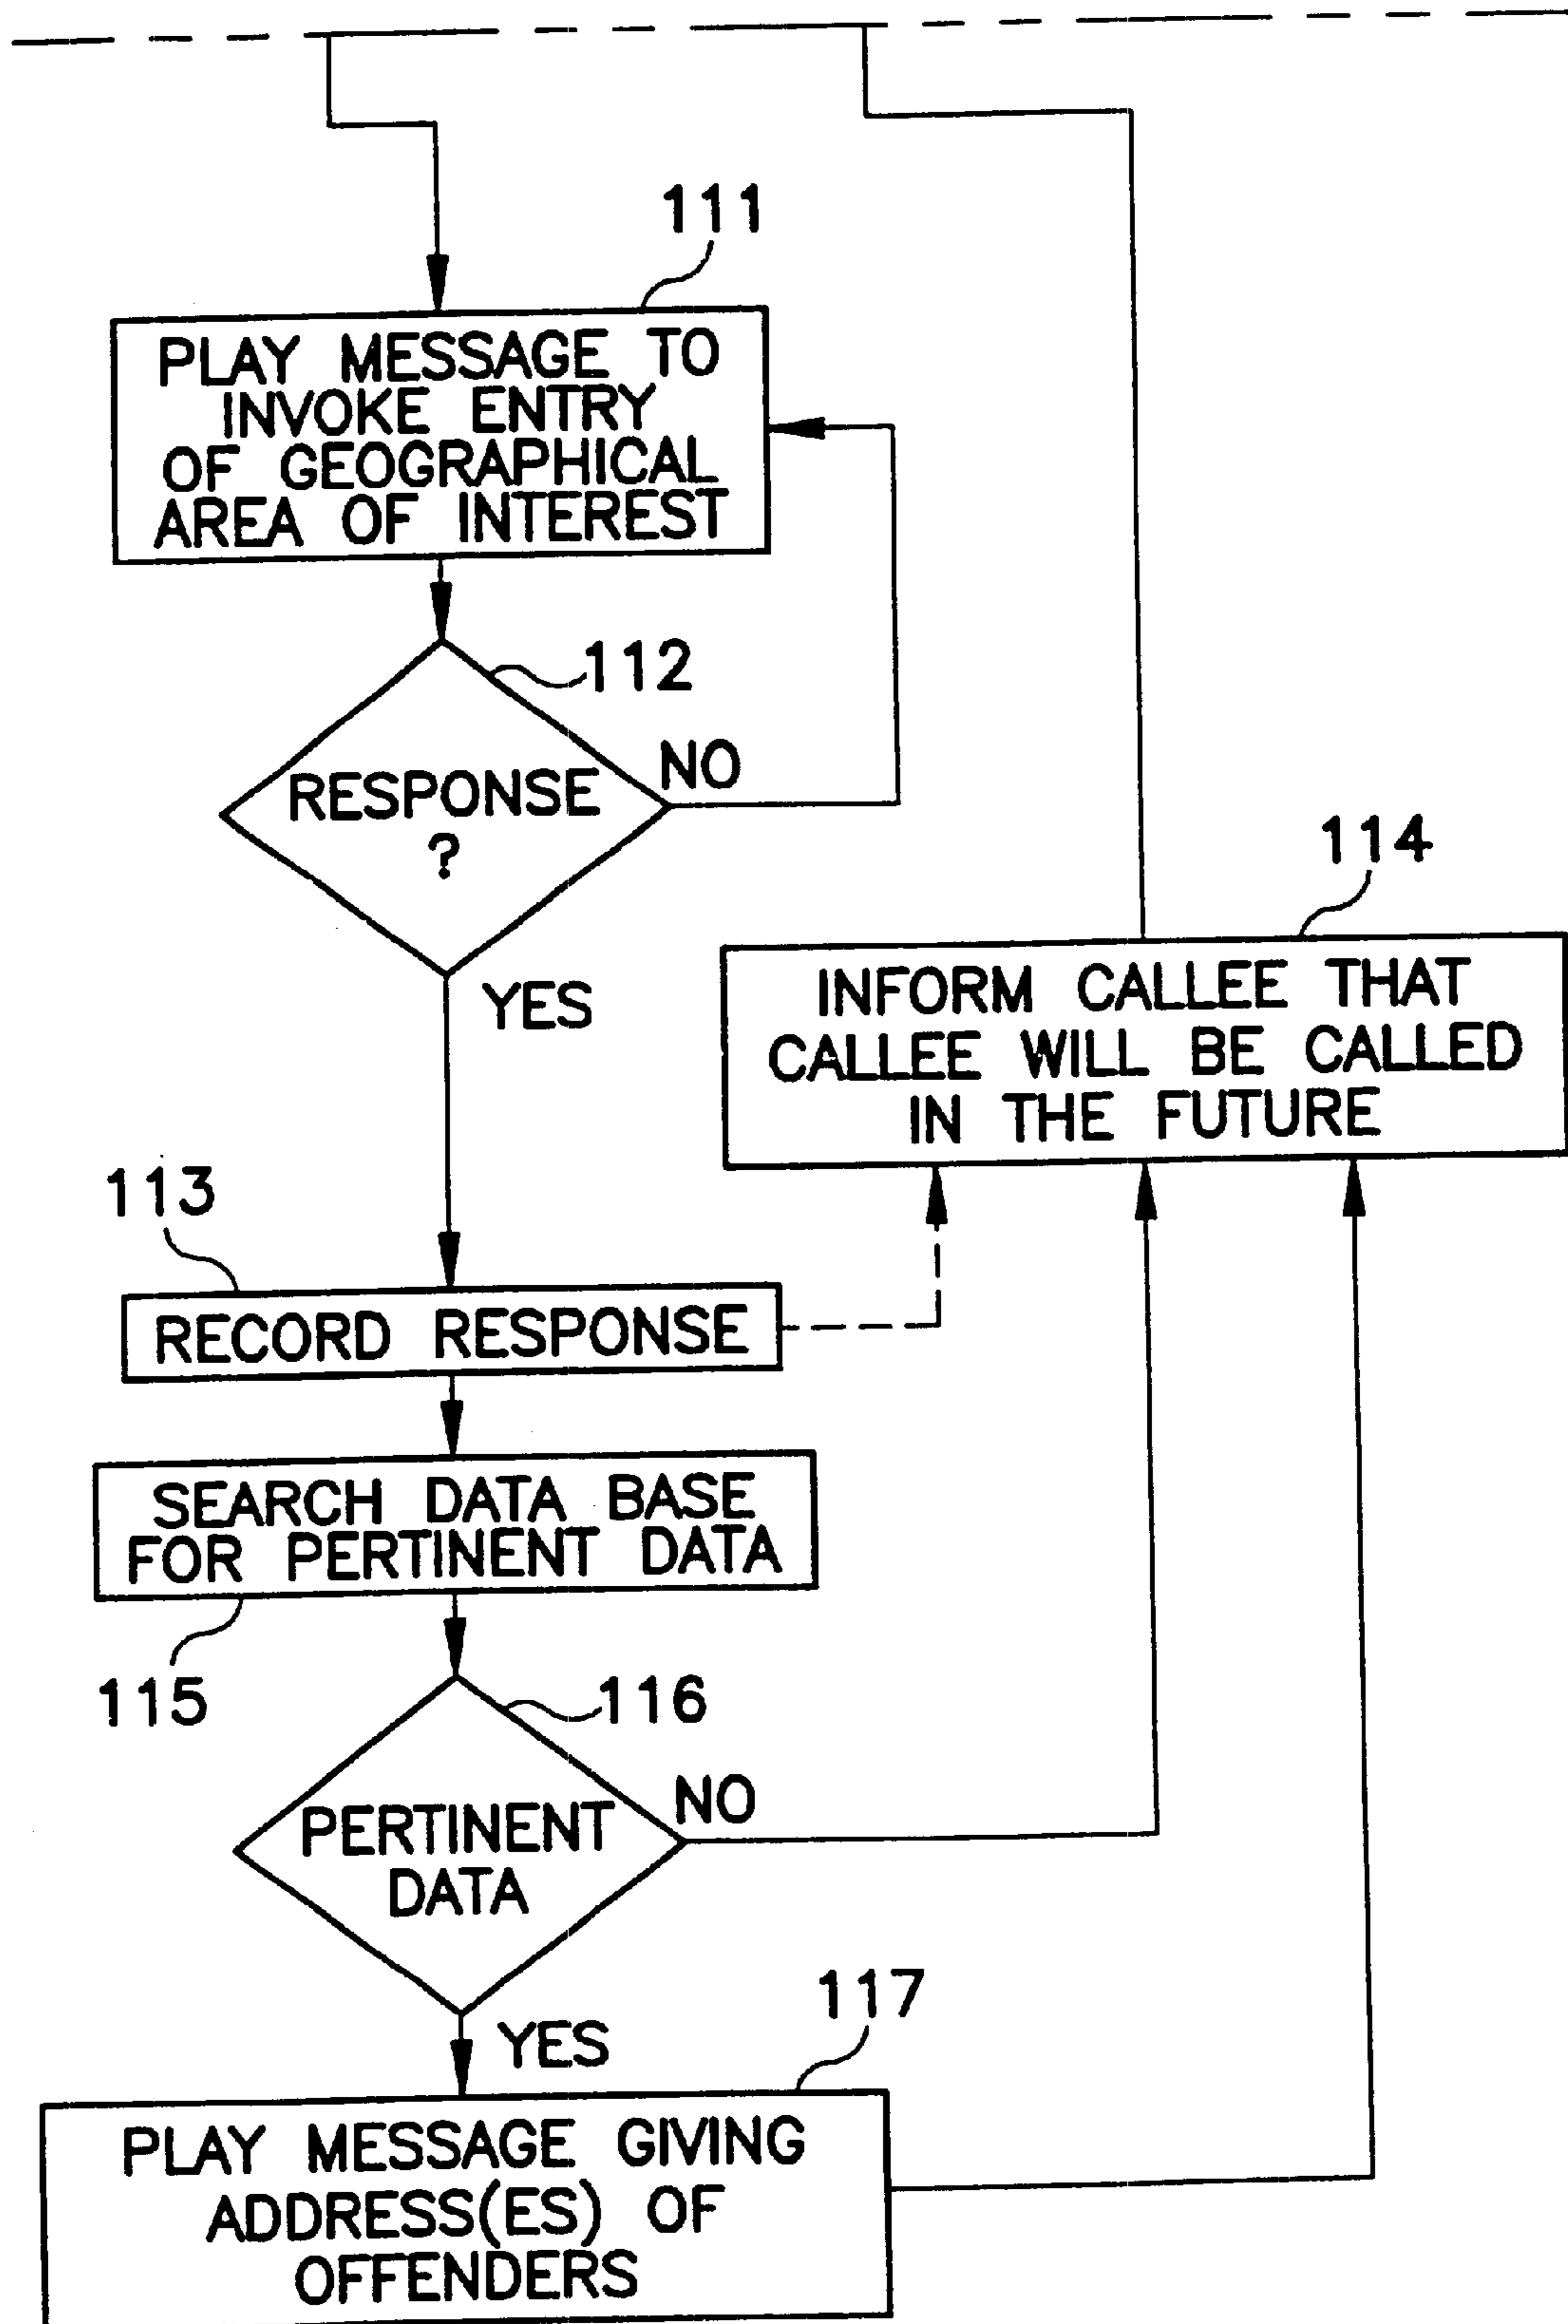 111
PLAY MESSAGE TO
INVOKE ENTRY
OF GEOGRAPHICAL
AREA OF INTEREST
112
RESPONSE
?
NO
YES
114
INFORM CALLEE THAT
CALLEE WILL BE CALLED
IN THE FUTURE
113
RECORD RESPONSE
SEARCH DATA BASE
FOR PERTINENT DATA
115
116
PERTINENT
DATA
NO
YES
117
PLAY MESSAGE GIVING
ADDRESS(ES) OF
OFFENDERS